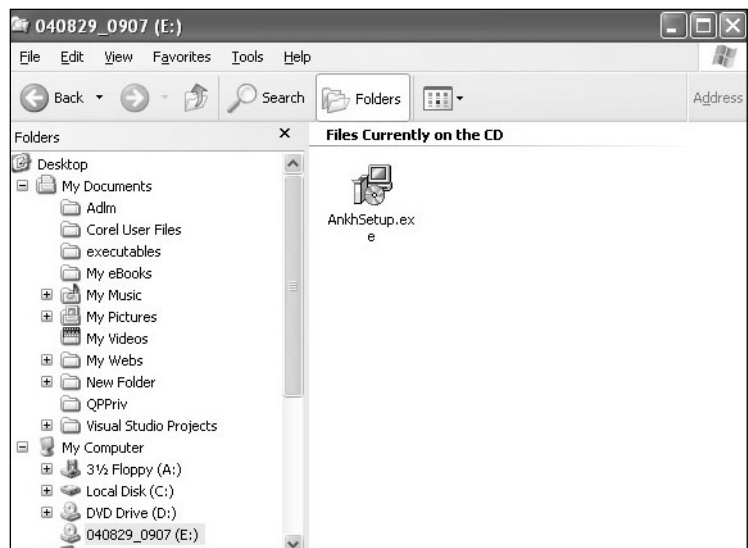 040829_0907 (E:)
File Edit View Favorites Tools Help
Back Search Folders Address
Folders x
Files Currently on the CD
Desktop
My Documents
Adlm
Corel User Files
executables
My eBooks
My Music
My Pictures
My Videos
My Webs
New Folder
QPPriv
Visual Studio Projects
My Computer
3½ Floppy (A:)
Local Disk (C:)
DVD Drive (D:)
040829_0907 (E:)
AnkhSetup.ex
e